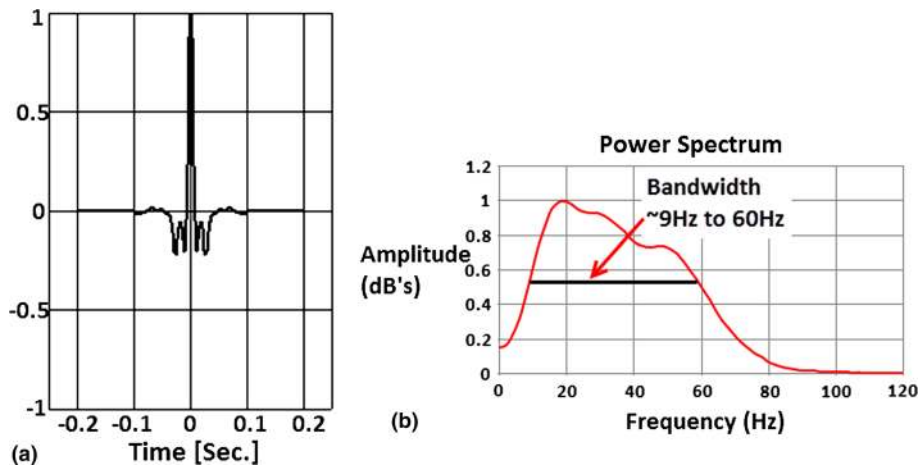 1
0.5
0
-0.5
-1
-0.2 -0.1 0 0.1 0.2
(a) Time [Sec.]
Power Spectrum
1.2
1
0.8
0.6
0.4
0.2
0
Bandwidth
~9Hz to 60Hz
Amplitude
(dB's)
0 20 40 60 80 100 120
(b) Frequency (Hz)